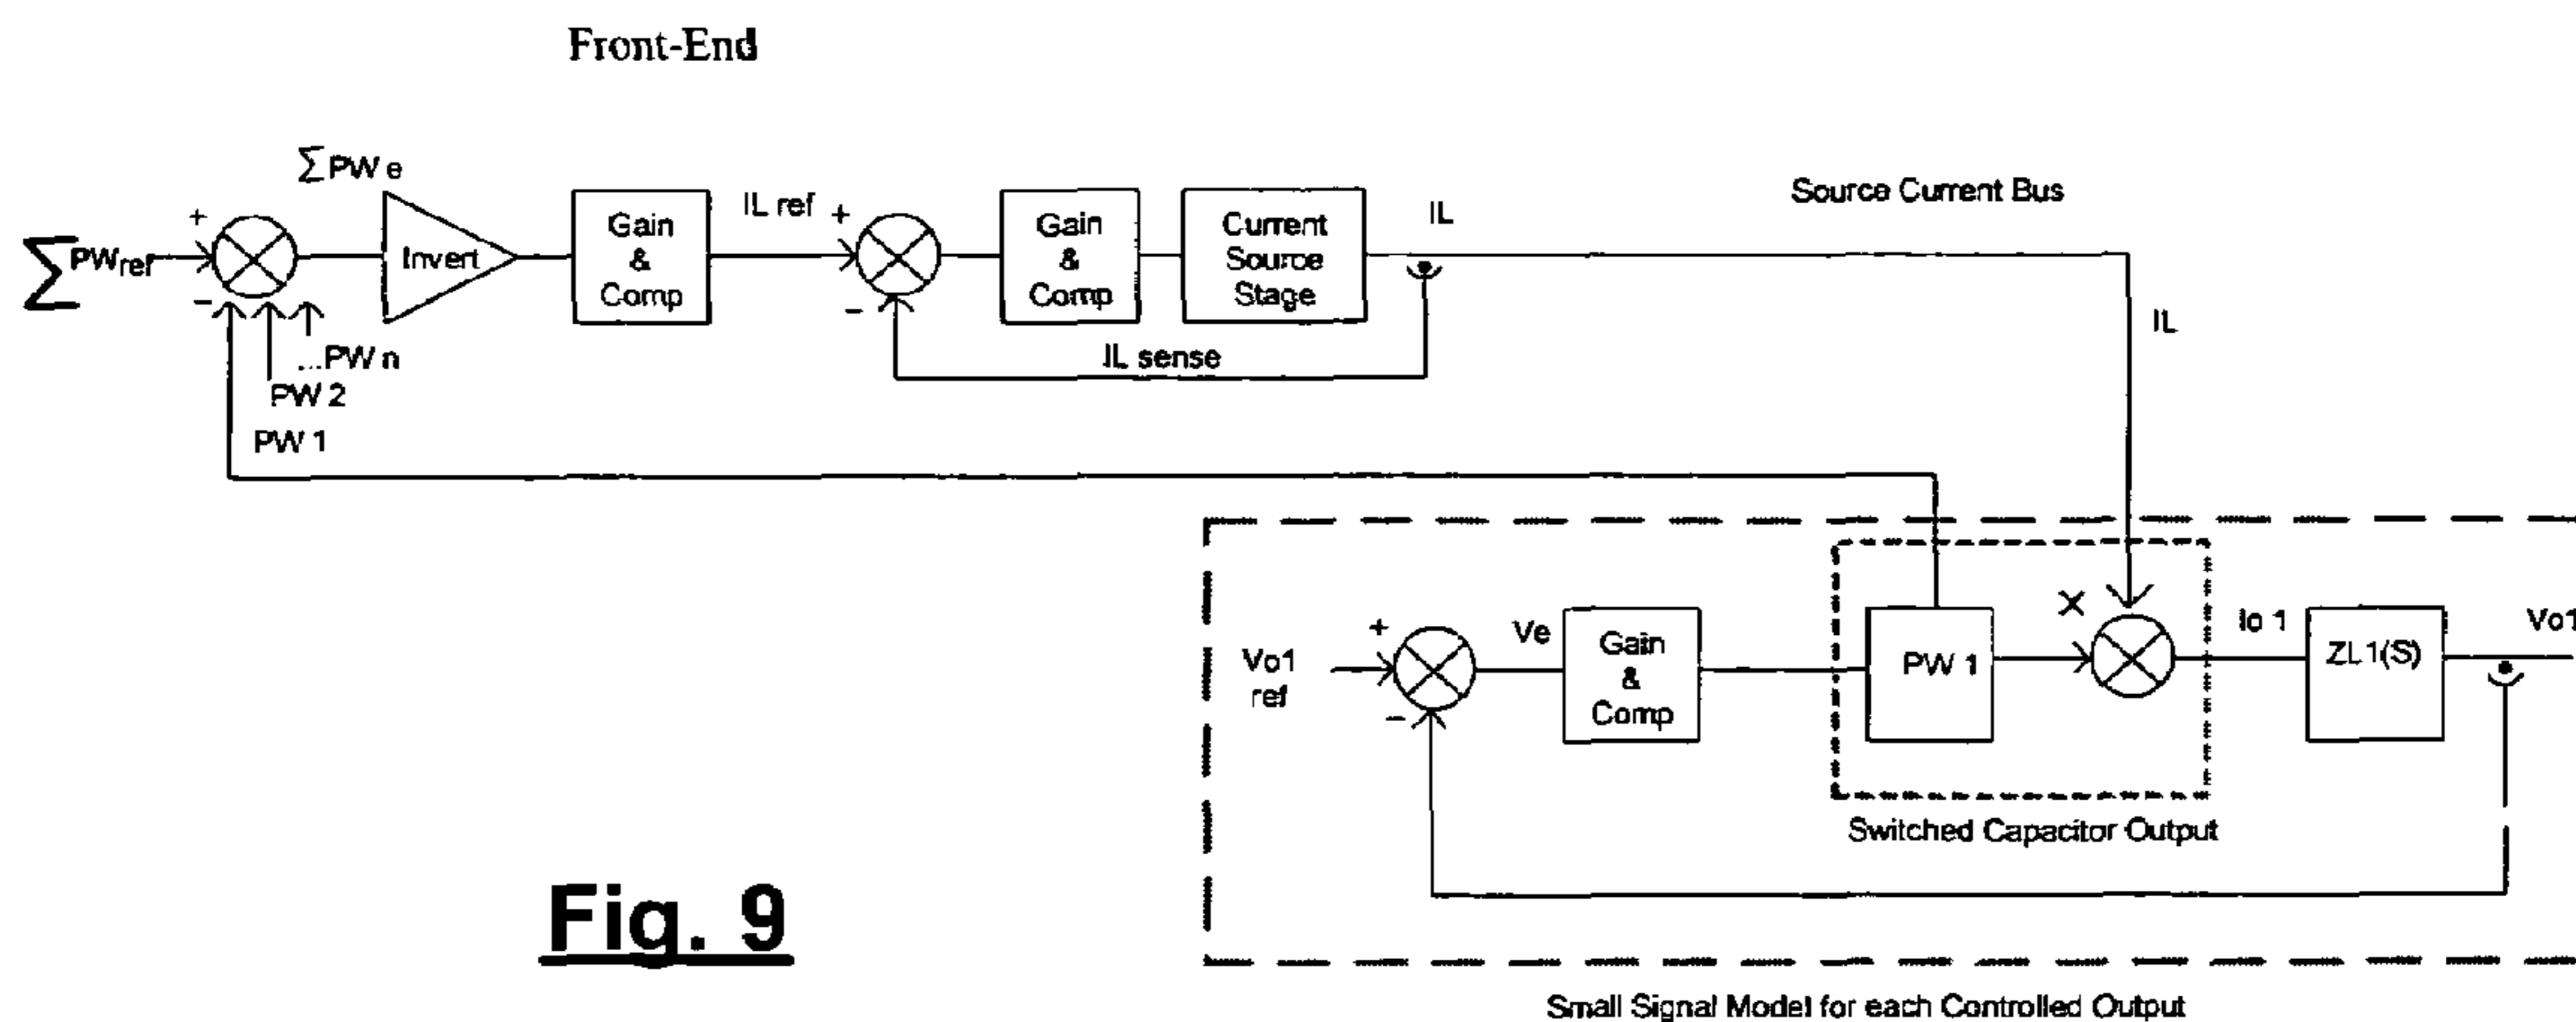 Front-End
∑PW e
+
∑ PWref
-
Invert
Gain
&
Comp
IL ref
+
-
Gain
&
Comp
Current
Source
Stage
IL
Source Current Bus
IL
IL sense
...PW n
PW 2
PW 1
X
Vo1
ref
+
-
Ve
Gain
&
Comp
PW 1
Io 1
ZL1(S)
Vo1
Switched Capacitor Output
Fig. 9
Small Signal Model for each Controlled Output